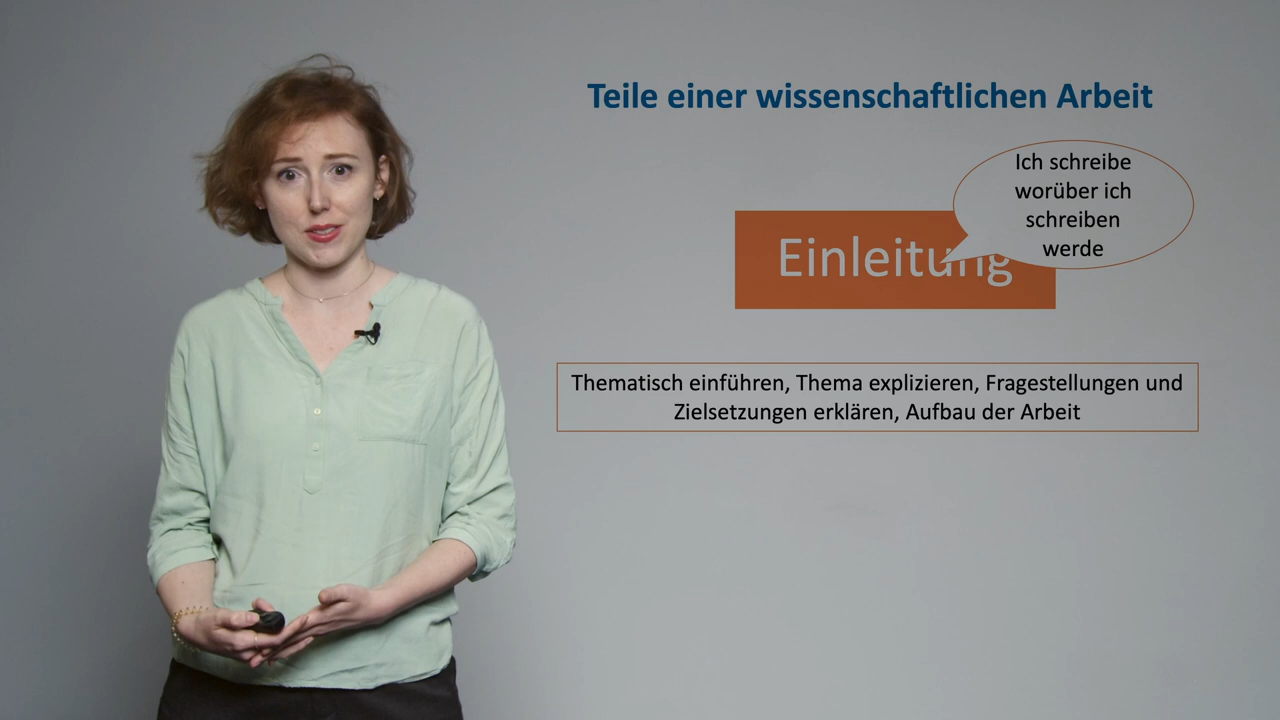 Teile einer wissenschaftlichen Arbeit
Ich schreibe
worüber ich
schreiben
werde
Einleitung
Thematisch einführen, Thema explizieren, Fragestellungen und
Zielsetzungen erklären, Aufbau der Arbeit